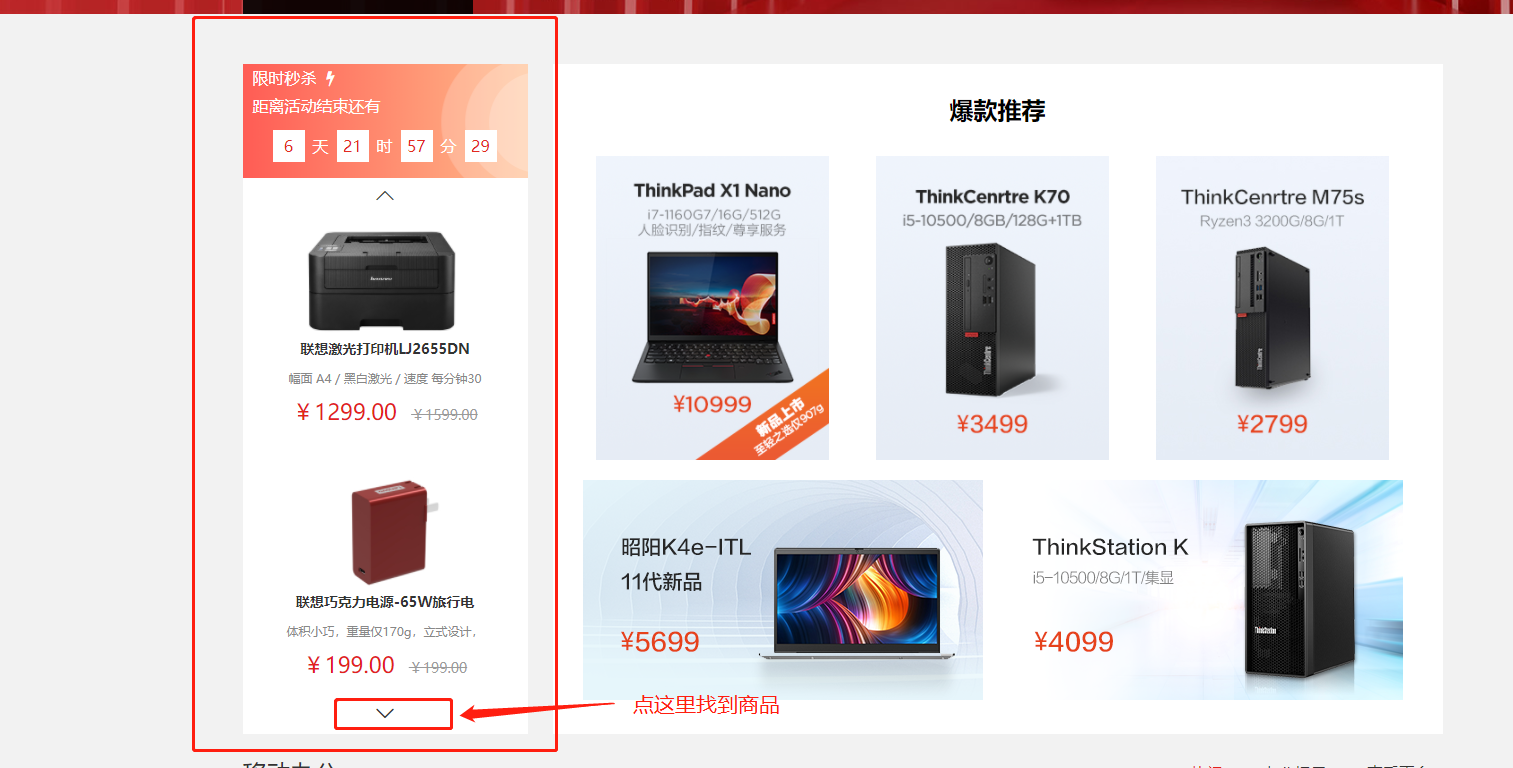 限时秒杀
距离活动结束还有
6 天 21 时 57 分 29
联想激光打印机LJ2655DN
幅面 A4 / 黑白激光 / 速度 每分钟30
¥ 1299.00 ¥ 1599.00
联想巧克力电源-65W旅行电
体积小巧，重量仅170g，立式设计，
¥ 199.00 ¥ 199.00
点这里找到商品
爆款推荐
ThinkPad X1 Nano
i7-1160G7/16G/512G
人脸识别/指纹/尊享服务
¥10999
新品上市
至轻之选仅907g
ThinkCenrtre K70
i5-10500/8GB/128G+1TB
¥3499
ThinkCenrtre M75s
Ryzen3 3200G/8G/1T
¥2799
昭阳K4e-ITL
11代新品
¥5699
ThinkStation K
i5-10500/8G/1T/集显
¥4099